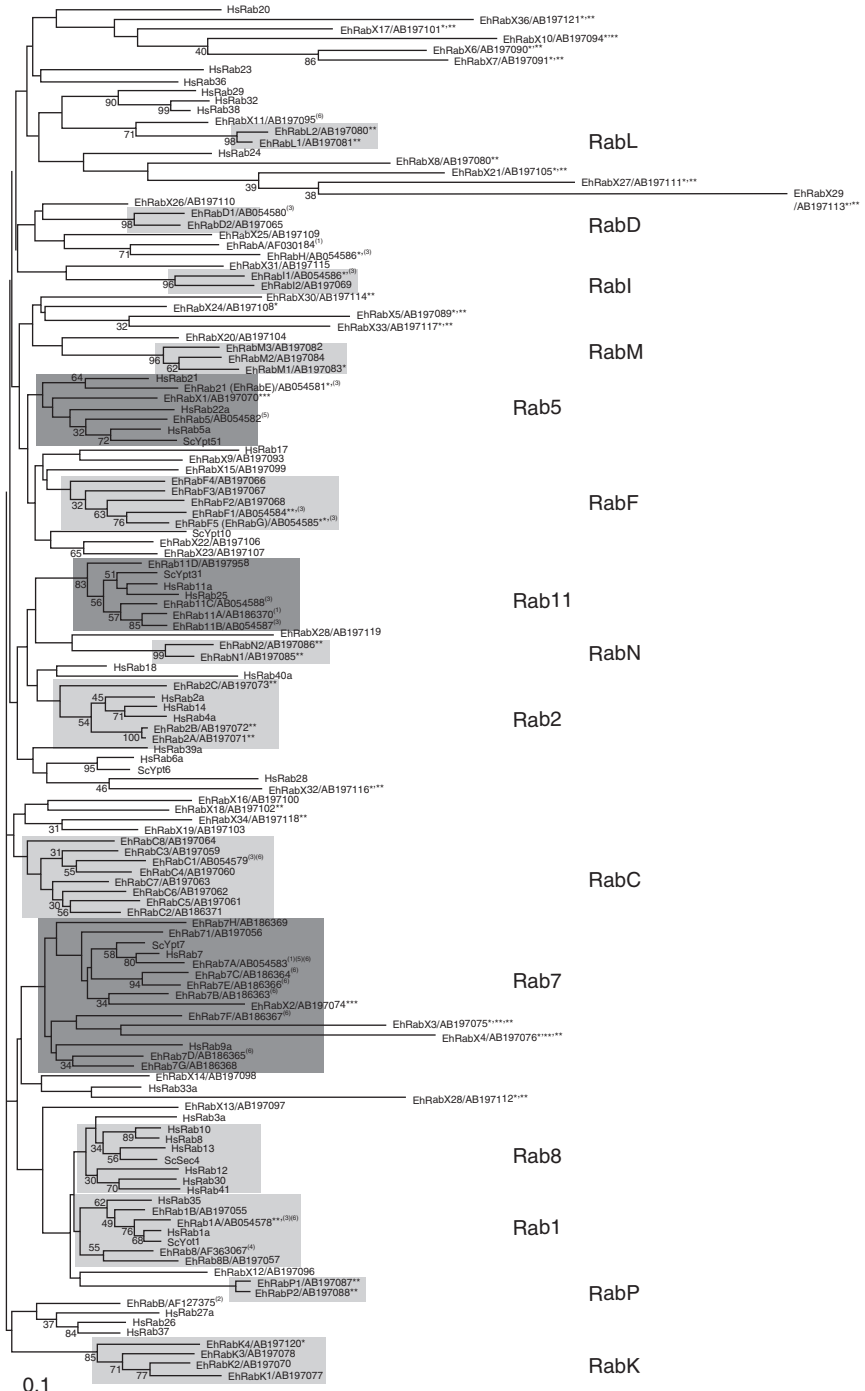 HsRab20
EhRabX36/AB197121*,**
EhRabX17/AB197101*,**
EhRabX10/AB197094*,**
40
EhRabX6/AB197090*,**
86
EhRabX7/AB197091*,**
HsRab23
HsRab36
HsRab29
90
HsRab32
99
HsRab38
EhRabX11/AB197095(6)
71
EhRabL2/AB197080**
98
EhRabL1/AB197081**
RabL
HsRab24
EhRabX8/AB197080**
EhRabX21/AB197105*,**
39
EhRabX27/AB197111*,**
38
EhRabX29
/AB197113*,**
EhRabX26/AB197110
EhRabD1/AB054580(3)
98
EhRabD2/AB197065
RabD
EhRabX25/AB197109
EhRabA/AF030184(1)
71
EhRabH/AB054586*,(3)
EhRabX31/AB197115
EhRabI1/AB054586*,(3)
96
EhRabI2/AB197069
RabI
EhRabX30/AB197114**
EhRabX24/AB197108*
EhRabX5/AB197089*,**
32
EhRabX33/AB197117*,**
EhRabX20/AB197104
EhRabM3/AB197082
96
EhRabM2/AB197084
62
EhRabM1/AB197083*
RabM
64
HsRab21
EhRab21 (EhRabE)/AB054581*,(3)
EhRabX1/AB197070***
HsRab22a
EhRab5/AB054582(5)
32
HsRab5a
72
ScYpt51
Rab5
HsRab17
EhRabX9/AB197093
EhRabX15/AB197099
EhRabF4/AB197066
32
EhRabF3/AB197067
EhRabF2/AB197068
63
EhRabF1/AB054584**,(3)
76
EhRabF5 (EhRabG)/AB054585**,(3)
RabF
ScYpt10
EhRabX22/AB197106
65
EhRabX23/AB197107
EhRab11D/AB197958
83
51
ScYpt31
HsRab11a
HsRab25
56
EhRab11C/AB054588(3)
57
EhRab11A/AB186370(1)
85
EhRab11B/AB054587(3)
Rab11
EhRabX28/AB197119
EhRabN2/AB197086**
99
EhRabN1/AB197085**
RabN
HsRab18
HsRab40a
EhRab2C/AB197073**
45
HsRab2a
HsRab14
71
HsRab4a
54
EhRab2B/AB197072**
100
EhRab2A/AB197071**
Rab2
HsRab39a
HsRab6a
95
ScYpt6
HsRab28
46
EhRabX32/AB197116*,**
EhRabX16/AB197100
EhRabX18/AB197102**
EhRabX34/AB197118**
31
EhRabX19/AB197103
EhRabC8/AB197064
31
EhRabC3/AB197059
EhRabC1/AB054579(3)(6)
55
EhRabC4/AB197060
EhRabC7/AB197063
EhRabC6/AB197062
30
EhRabC5/AB197061
56
EhRabC2/AB186371
RabC
EhRab7H/AB186369
EhRab71/AB197056
ScYpt7
58
HsRab7
80
EhRab7A/AB054583(1)(5)(6)
EhRab7C/AB186364(6)
94
EhRab7E/AB186366(6)
EhRab7B/AB186363(6)
34
EhRabX2/AB197074***
EhRab7F/AB186367(6)
EhRabX3/AB197075*,**,**
EhRabX4/AB197076*,**,**
HsRab9a
EhRab7D/AB186365(6)
34
EhRab7G/AB186368
Rab7
EhRabX14/AB197098
HsRab33a
EhRabX28/AB197112*,**
EhRabX13/AB197097
HsRab3a
HsRab10
89
HsRab8
34
HsRab13
56
ScSec4
HsRab12
30
HsRab30
70
HsRab41
Rab8
HsRab35
62
EhRab1B/AB197055
49
EhRab1A/AB054578**,(3)(6)
76
HsRab1a
68
ScYot1
55
EhRab8/AF363067(4)
EhRab8B/AB197057
Rab1
EhRabX12/AB197096
EhRabP1/AB197087**
EhRabP2/AB197088**
RabP
EhRabB/AF127375(2)
HsRab27a
37
HsRab26
84
HsRab37
EhRabK4/AB197120*
85
EhRabK3/AB197078
71
EhRabK2/AB197070
77
EhRabK1/AB197077
RabK
0.1